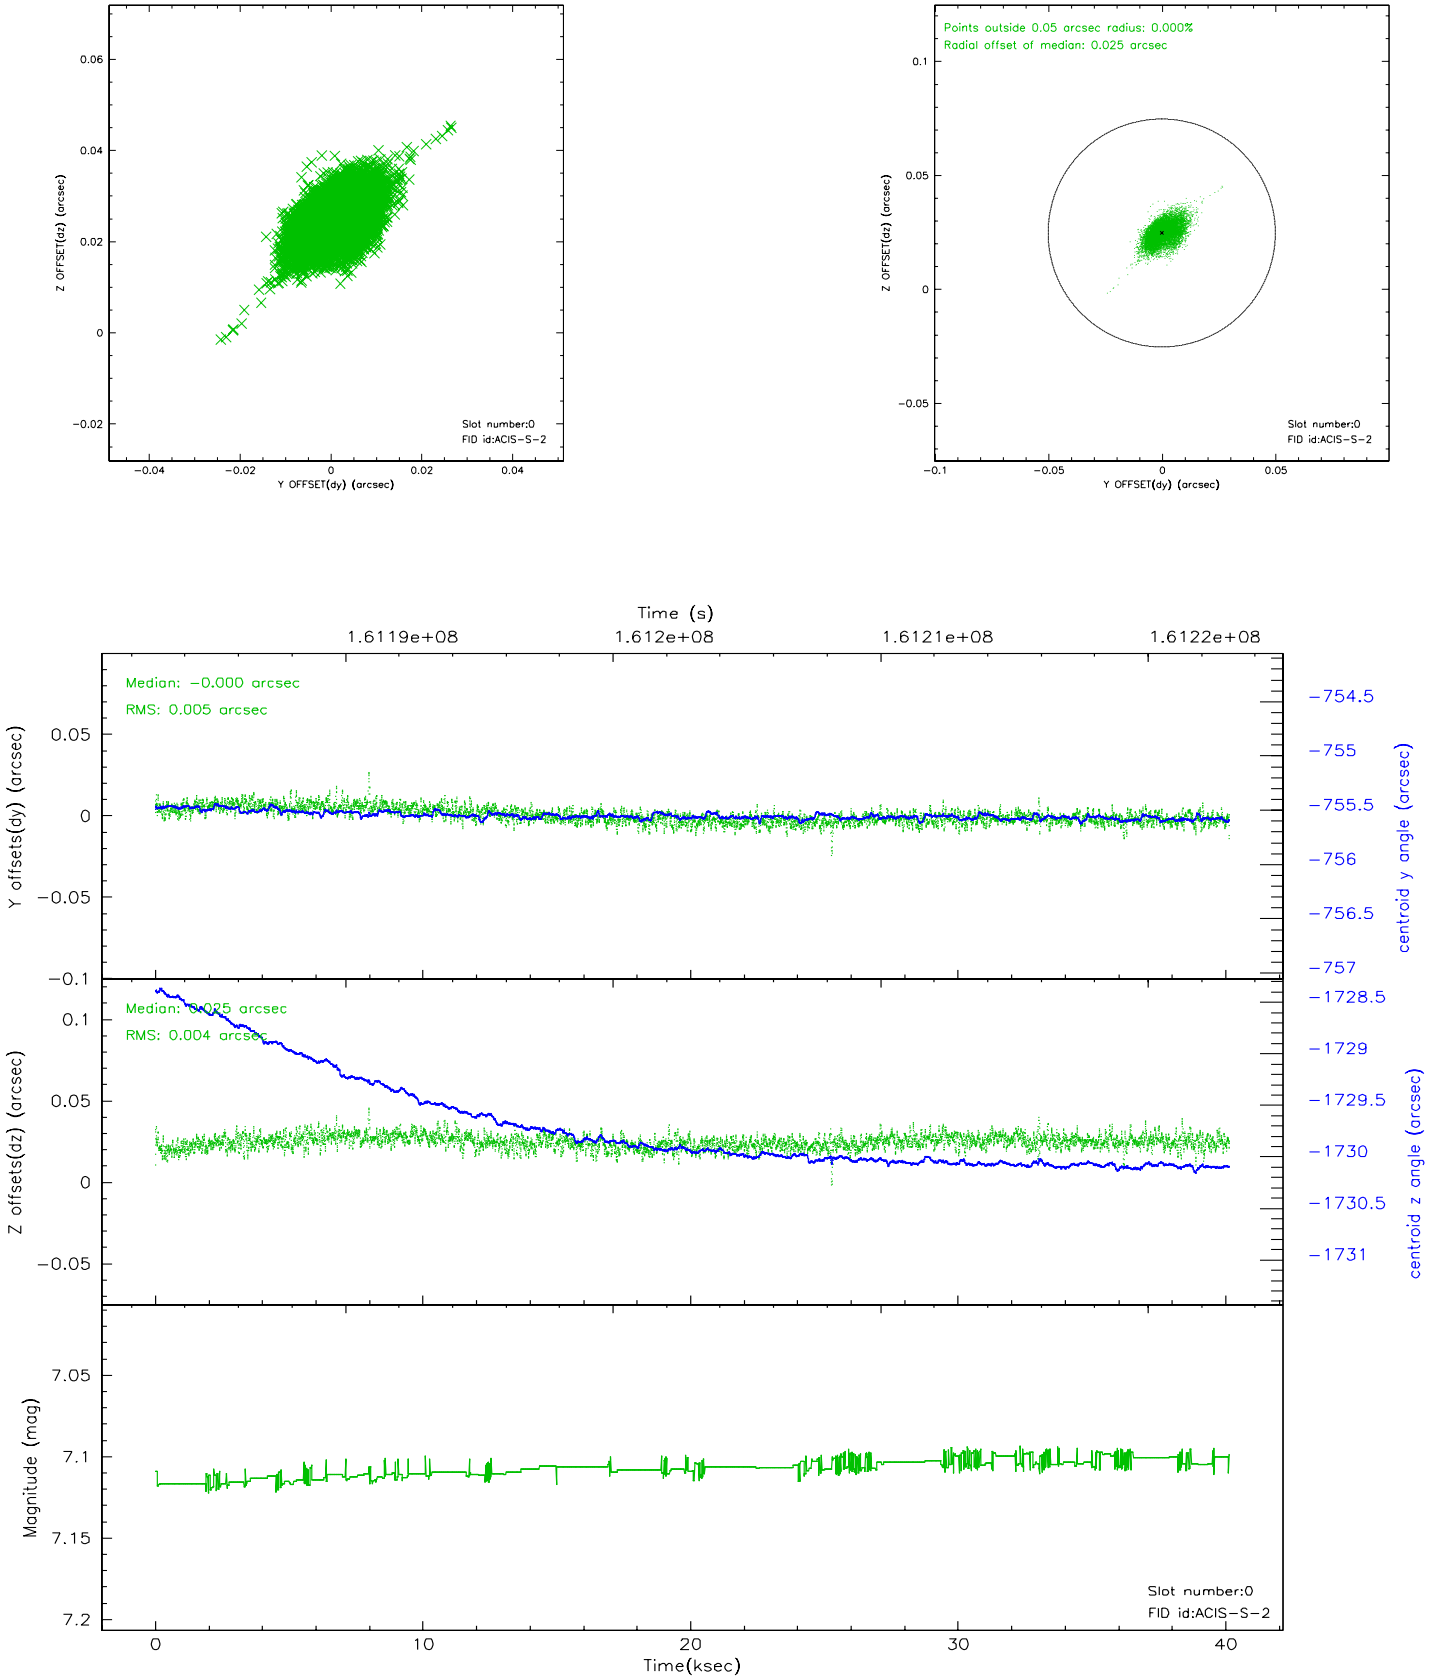 0.06
0.04
0.02
0
-0.02
Z OFFSET(dz) (arcsec)
-0.04
-0.02
0
0.02
0.04
Y OFFSET(dy) (arcsec)
Slot number:0
FID id:ACIS-S-2
Points outside 0.05 arcsec radius: 0.000%
Radial offset of median: 0.025 arcsec
0.1
0.05
0
-0.05
Z OFFSET(dz) (arcsec)
-0.1
-0.05
0
0.05
Y OFFSET(dy) (arcsec)
Slot number:0
FID id:ACIS-S-2
Time (s)
1.6119e+08
1.612e+08
1.6121e+08
1.6122e+08
Median: -0.000 arcsec
RMS: 0.005 arcsec
0.05
0
-0.05
-0.1
Y offsets(dy) (arcsec)
-754.5
-755
-755.5
-756
-756.5
-757
centroid y angle (arcsec)
Median: 0.025 arcsec
RMS: 0.004 arcsec
0.1
0.05
0
-0.05
Z offsets(dz) (arcsec)
-1728.5
-1729
-1729.5
-1730
-1730.5
-1731
centroid z angle (arcsec)
7.05
7.1
7.15
7.2
Magnitude (mag)
Slot number:0
FID id:ACIS-S-2
0
10
20
30
40
Time(ksec)